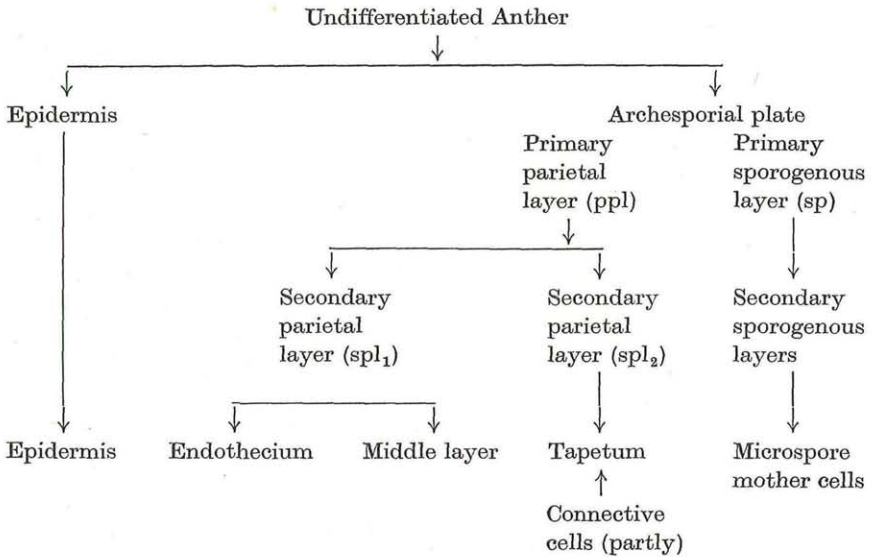 Undifferentiated Anther
Epidermis
Archesporial plate
Primary
parietal
layer (ppl)
Primary
sporogenous
layer (sp)
Secondary
parietal
layer (spl₁)
Secondary
parietal
layer (spl₂)
Secondary
sporogenous
layers
Epidermis
Endothecium
Middle layer
Tapetum
Microspore
mother cells
Connective
cells (partly)